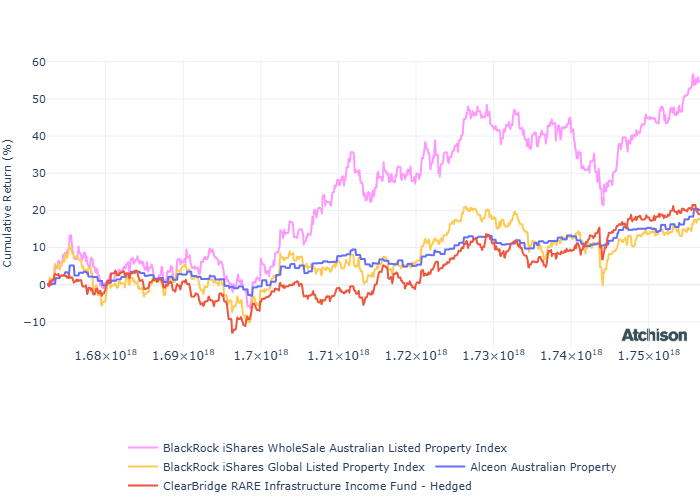 60
50
40
30
20
10
0
−10
Cumulative Return (%)
1.68×10¹⁸ 1.69×10¹⁸ 1.7×10¹⁸ 1.71×10¹⁸ 1.72×10¹⁸ 1.73×10¹⁸ 1.74×10¹⁸ 1.75×10¹⁸
Atchison
BlackRock iShares WholeSale Australian Listed Property Index
BlackRock iShares Global Listed Property Index Alceon Australian Property
ClearBridge RARE Infrastructure Income Fund - Hedged